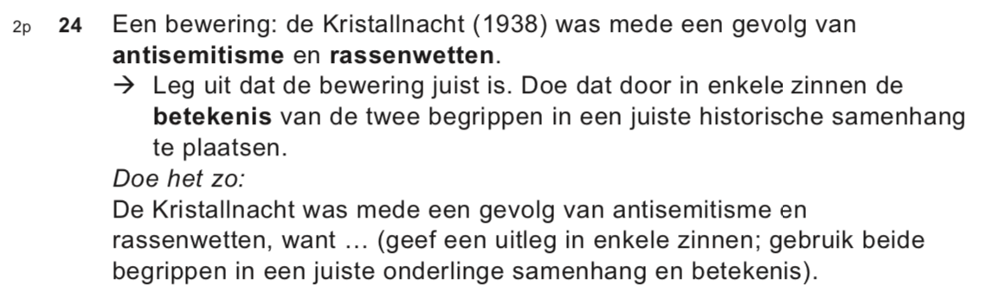 2p 24 Een bewering: de Kristallnacht (1938) was mede een gevolg van
antisemitisme en rassenwetten.
→ Leg uit dat de bewering juist is. Doe dat door in enkele zinnen de
betekenis van de twee begrippen in een juiste historische samenhang
te plaatsen.
Doe het zo:
De Kristallnacht was mede een gevolg van antisemitisme en
rassenwetten, want … (geef een uitleg in enkele zinnen; gebruik beide
begrippen in een juiste onderlinge samenhang en betekenis).